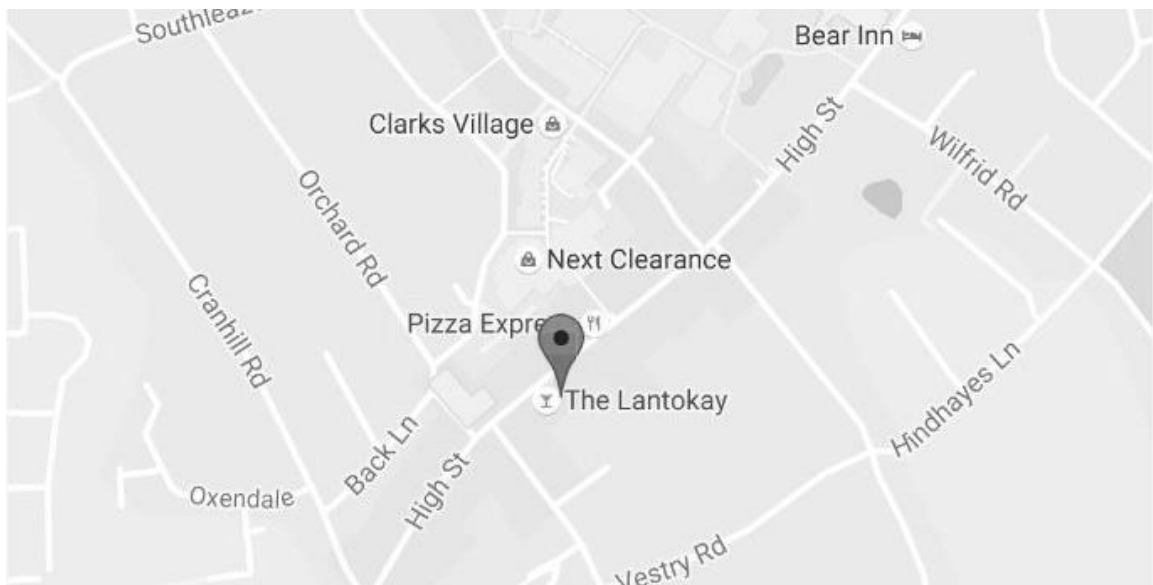 Southleaz
Bear Inn
Clarks Village
High St
Wilfrid Rd
Orchard Rd
Next Clearance
Cranhill Rd
Pizza Expre
The Lantokay
Hindhayes Ln
Back Ln
Oxendale
High St
Vestry Rd